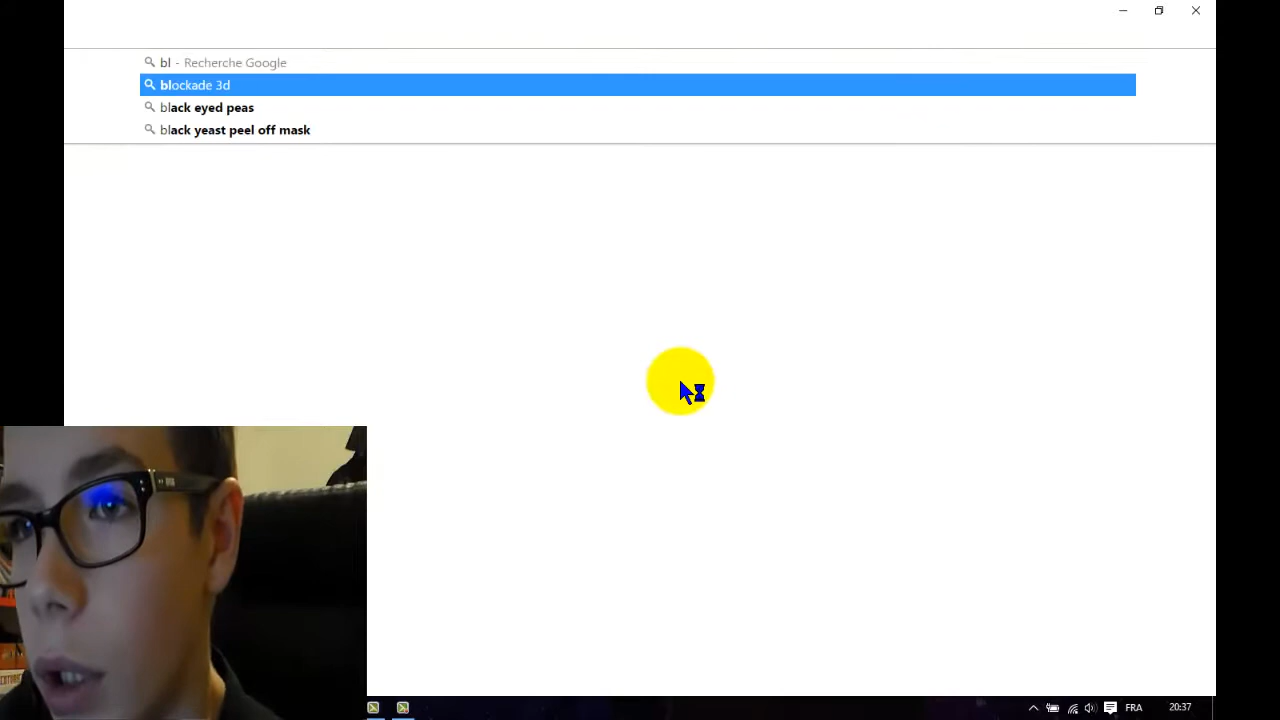 bl - Recherche Google
blockade 3d
black eyed peas
black yeast peel off mask
FRA
20:37